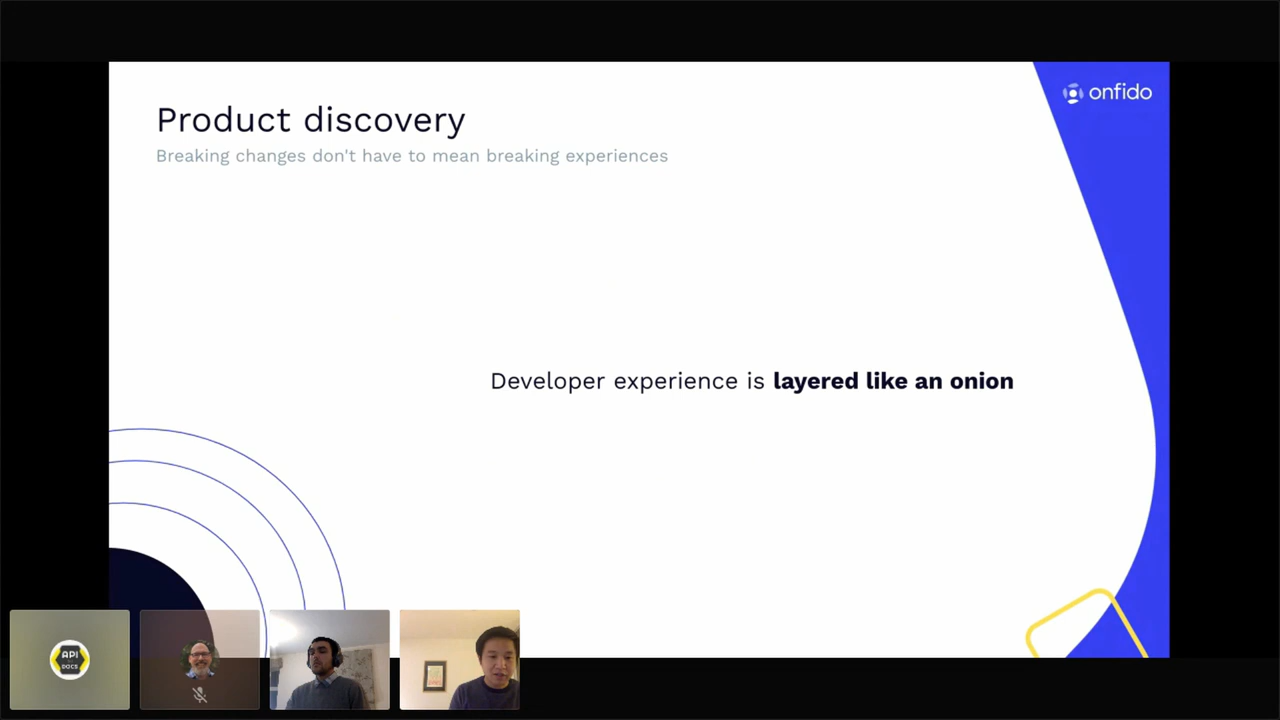 onfido
Product discovery
Breaking changes don't have to mean breaking experiences
Developer experience is layered like an onion
API
DOCS